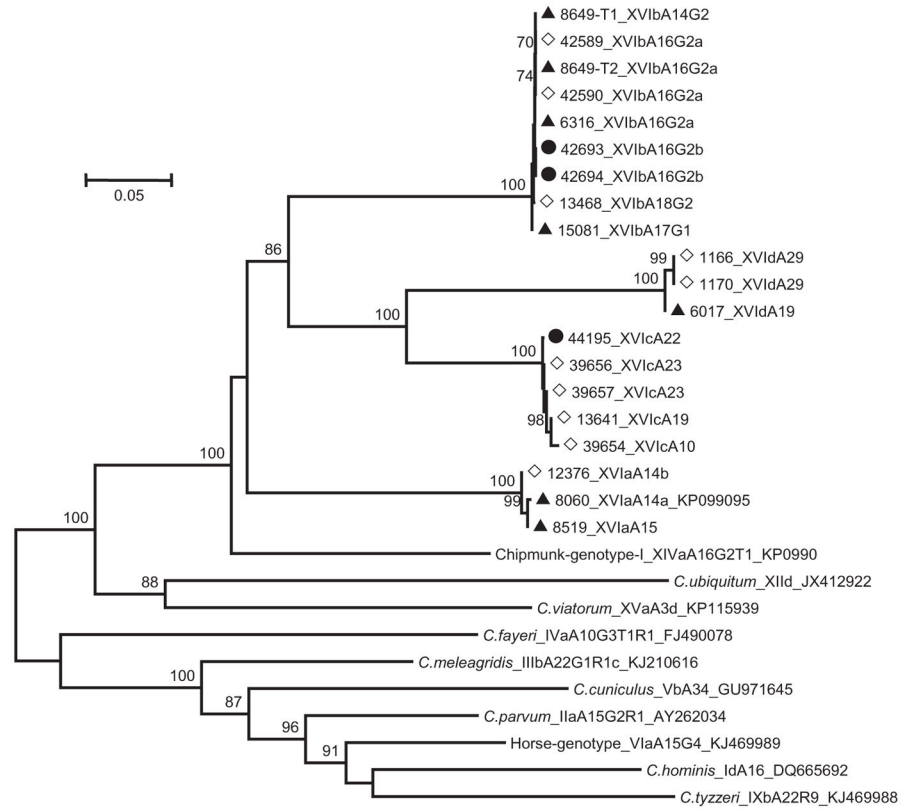 8649-T1_XVIbA14G2
70
42589_XVIbA16G2a
8649-T2_XVIbA16G2a
74
42590_XVIbA16G2a
6316_XVIbA16G2a
42693_XVIbA16G2b
42694_XVIbA16G2b
100
0.05
13468_XVIbA18G2
15081_XVIbA17G1
86
1166_XVIdA29
99
1170_XVIdA29
100
6017_XVIdA19
100
44195_XVIcA22
100
39656_XVIcA23
39657_XVIcA23
13641_XVIcA19
98
39654_XVIcA10
100
12376_XVIaA14b
100
8060_XVIaA14a_KP099095
99
8519_XVIaA15
100
Chipmunk-genotype-I_XIVaA16G2T1_KP0990
88
C.ubiquitum_XIId_JX412922
C.viatorum_XVaA3d_KP115939
C.fayeri_IVaA10G3T1R1_FJ490078
C.meleagridis_IIIbA22G1R1c_KJ210616
100
C.cuniculus_VbA34_GU971645
87
C.parvum_IIaA15G2R1_AY262034
96
Horse-genotype_VIaA15G4_KJ469989
91
C.hominis_IdA16_DQ665692
C.tyzzeri_IXbA22R9_KJ469988